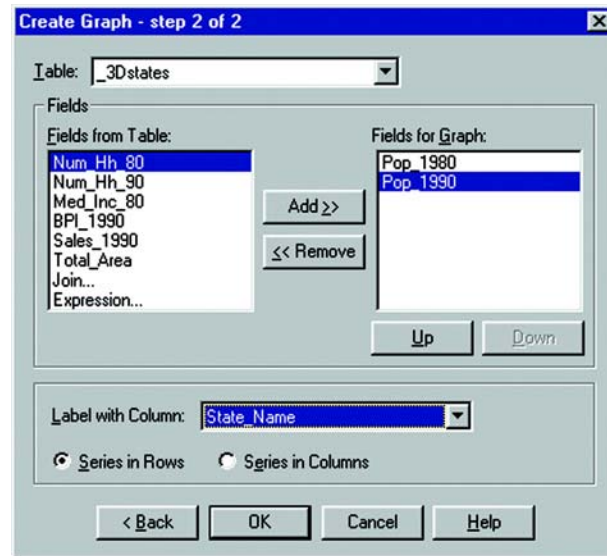 Create Graph - step 2 of 2
Table: _3Dstates
Fields
Fields from Table:
Num_Hh_80
Num_Hh_90
Med_Inc_80
BPI_1990
Sales_1990
Total_Area
Join...
Expression...
Add >>
<< Remove
Fields for Graph:
Pop_1980
Pop_1990
Up
Down
Label with Column: State_Name
Series in Rows
Series in Columns
< Back
OK
Cancel
Help